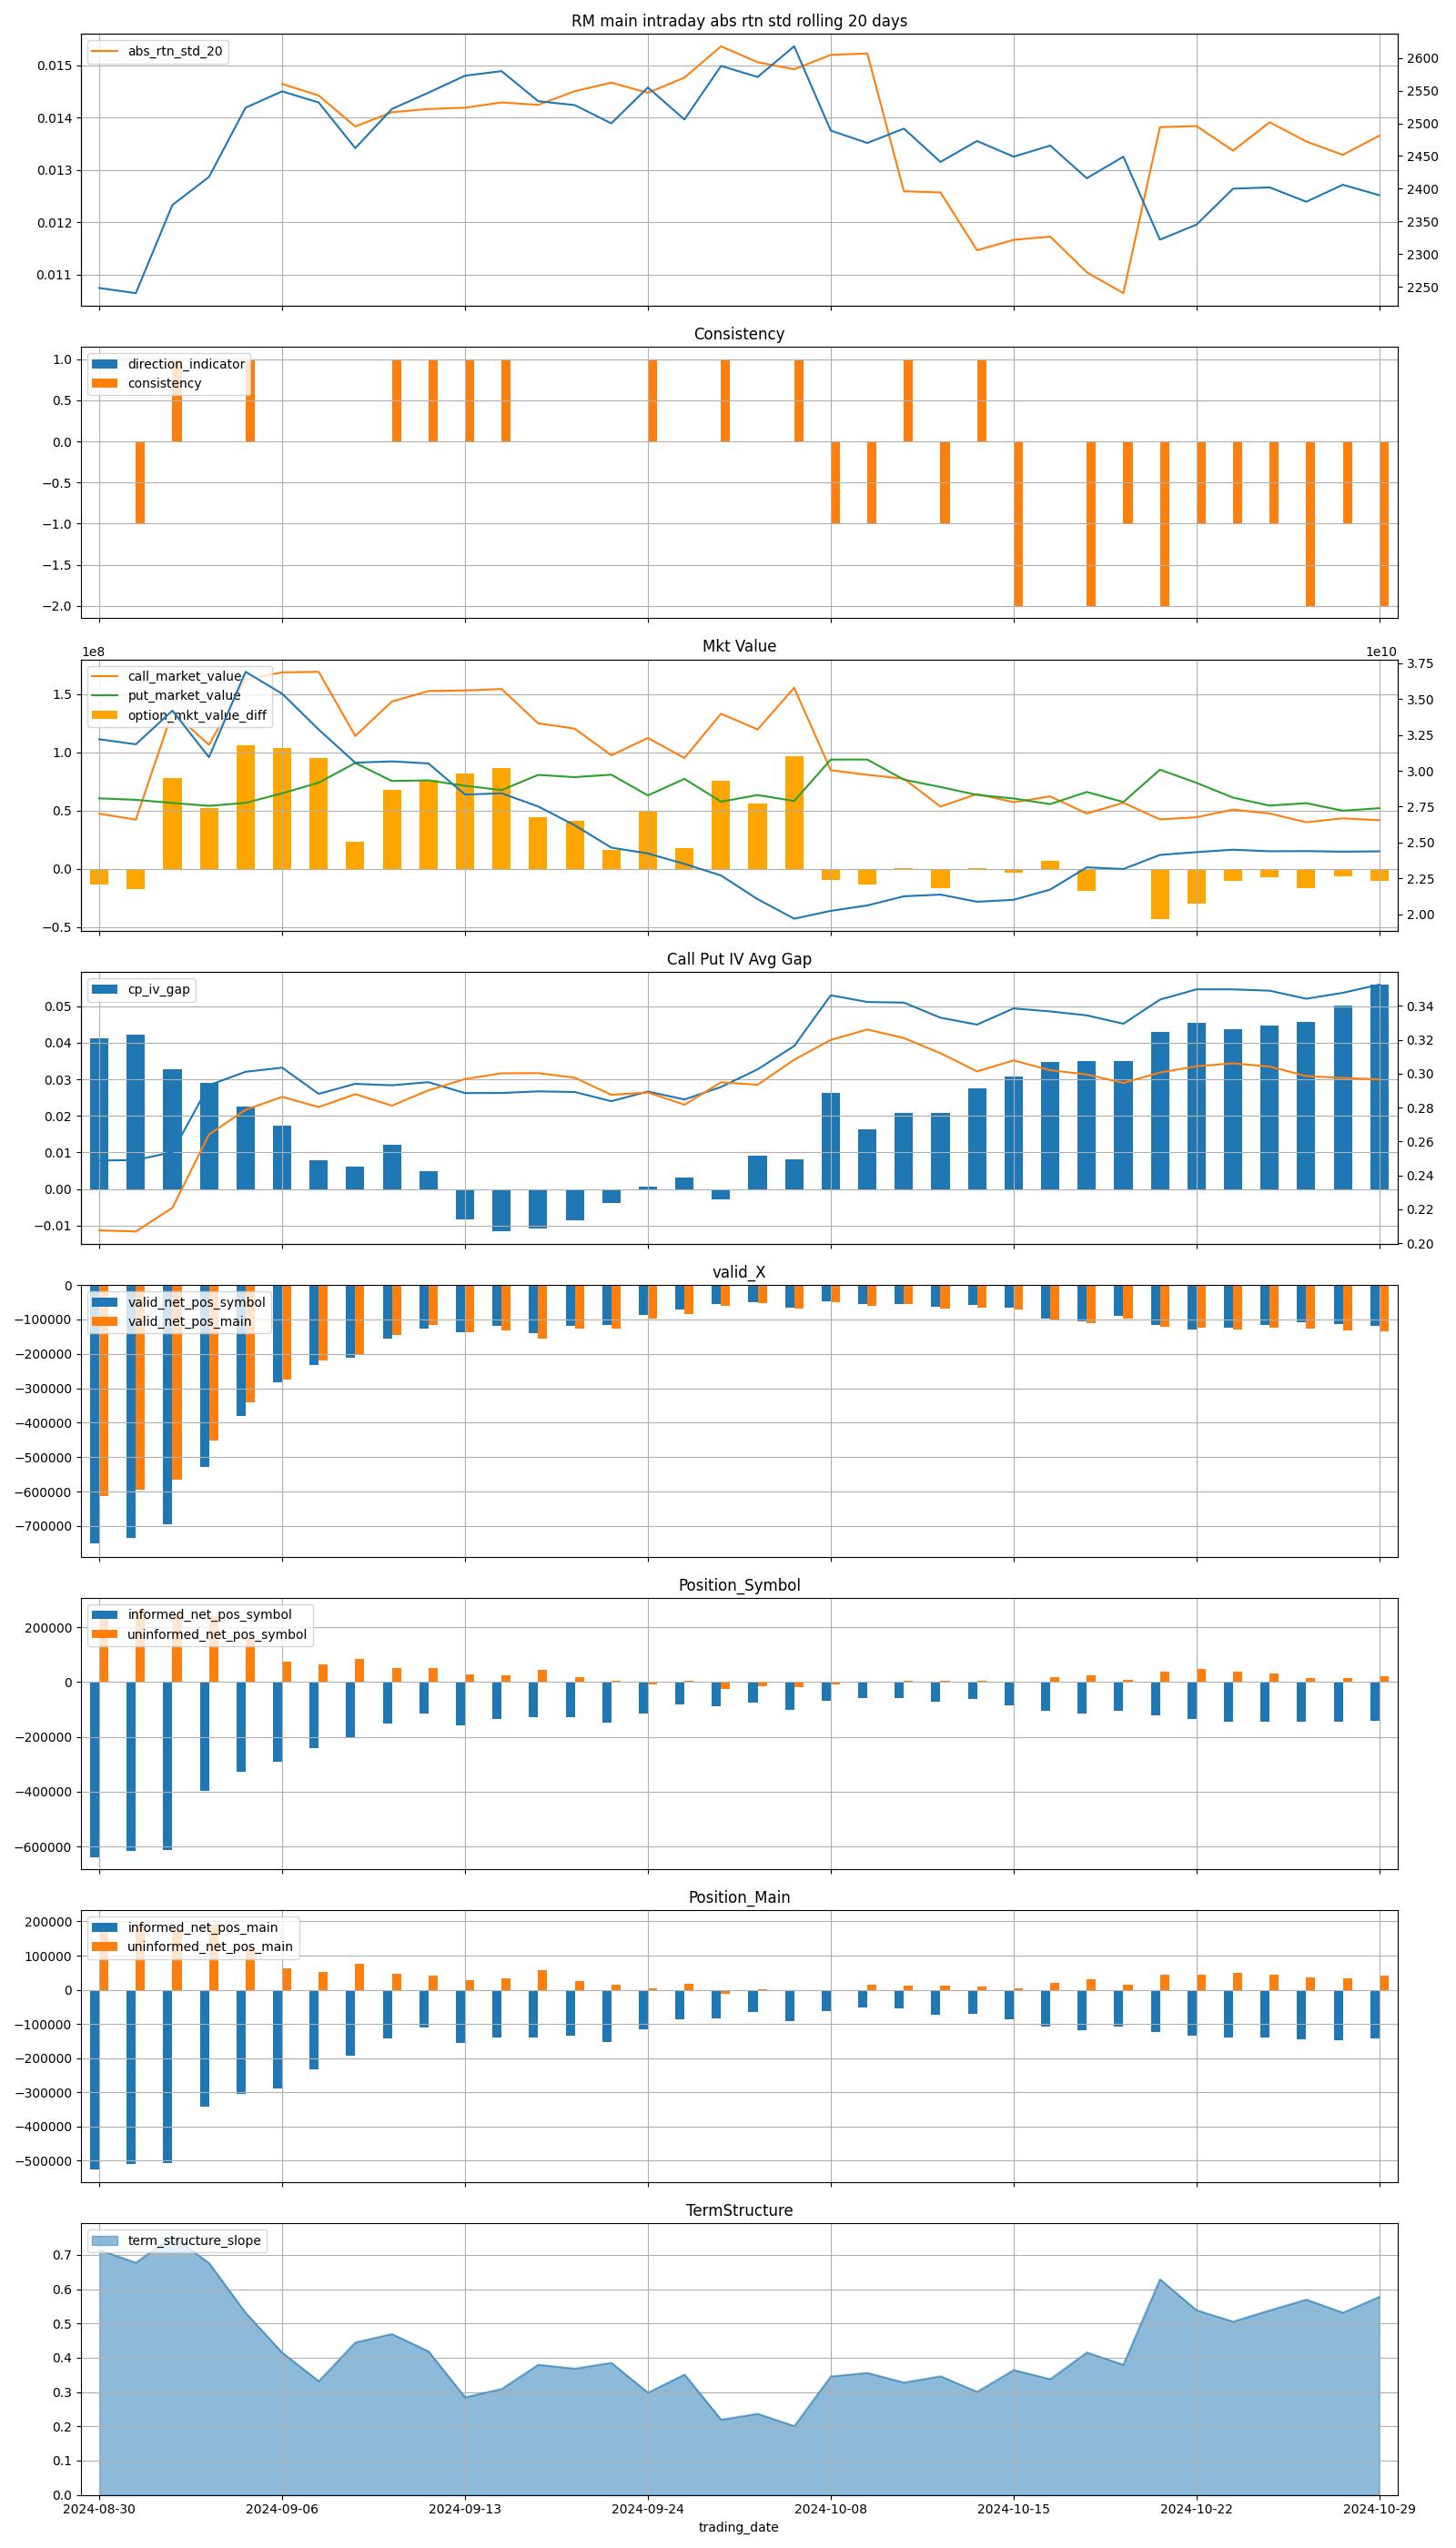 RM main intraday abs rtn std rolling 20 days
abs_rtn_std_20
0.015
0.014
0.013
0.012
0.011
2600
2550
2500
2450
2400
2350
2300
2250
Consistency
direction_indicator
consistency
1.0
0.5
0.0
−0.5
−1.0
−1.5
−2.0
Mkt Value
1e8
1e10
call_market_value
put_market_value
option_mkt_value_diff
1.5
1.0
0.5
0.0
−0.5
3.75
3.50
3.25
3.00
2.75
2.50
2.25
2.00
Call Put IV Avg Gap
cp_iv_gap
0.05
0.04
0.03
0.02
0.01
0.00
−0.01
0.34
0.32
0.30
0.28
0.26
0.24
0.22
0.20
valid_X
valid_net_pos_symbol
valid_net_pos_main
0
−100000
−200000
−300000
−400000
−500000
−600000
−700000
Position_Symbol
informed_net_pos_symbol
uninformed_net_pos_symbol
200000
0
−200000
−400000
−600000
Position_Main
informed_net_pos_main
uninformed_net_pos_main
200000
100000
0
−100000
−200000
−300000
−400000
−500000
TermStructure
term_structure_slope
0.7
0.6
0.5
0.4
0.3
0.2
0.1
0.0
2024-08-30 2024-09-06 2024-09-13 2024-09-24 2024-10-08 2024-10-15 2024-10-22 2024-10-29
trading_date